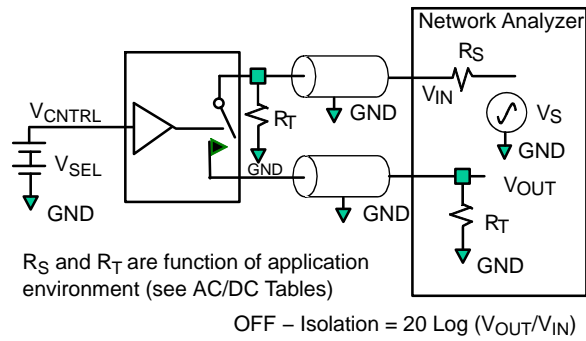 Network Analyzer
RS
VCNTRL
GND
VIN
RT
VS
VSEL
GND
GND
GND
VOUT
GND
GND
RT
GND
RS and RT are function of application
environment (see AC/DC Tables)
OFF – Isolation = 20 Log (VOUT/VIN)